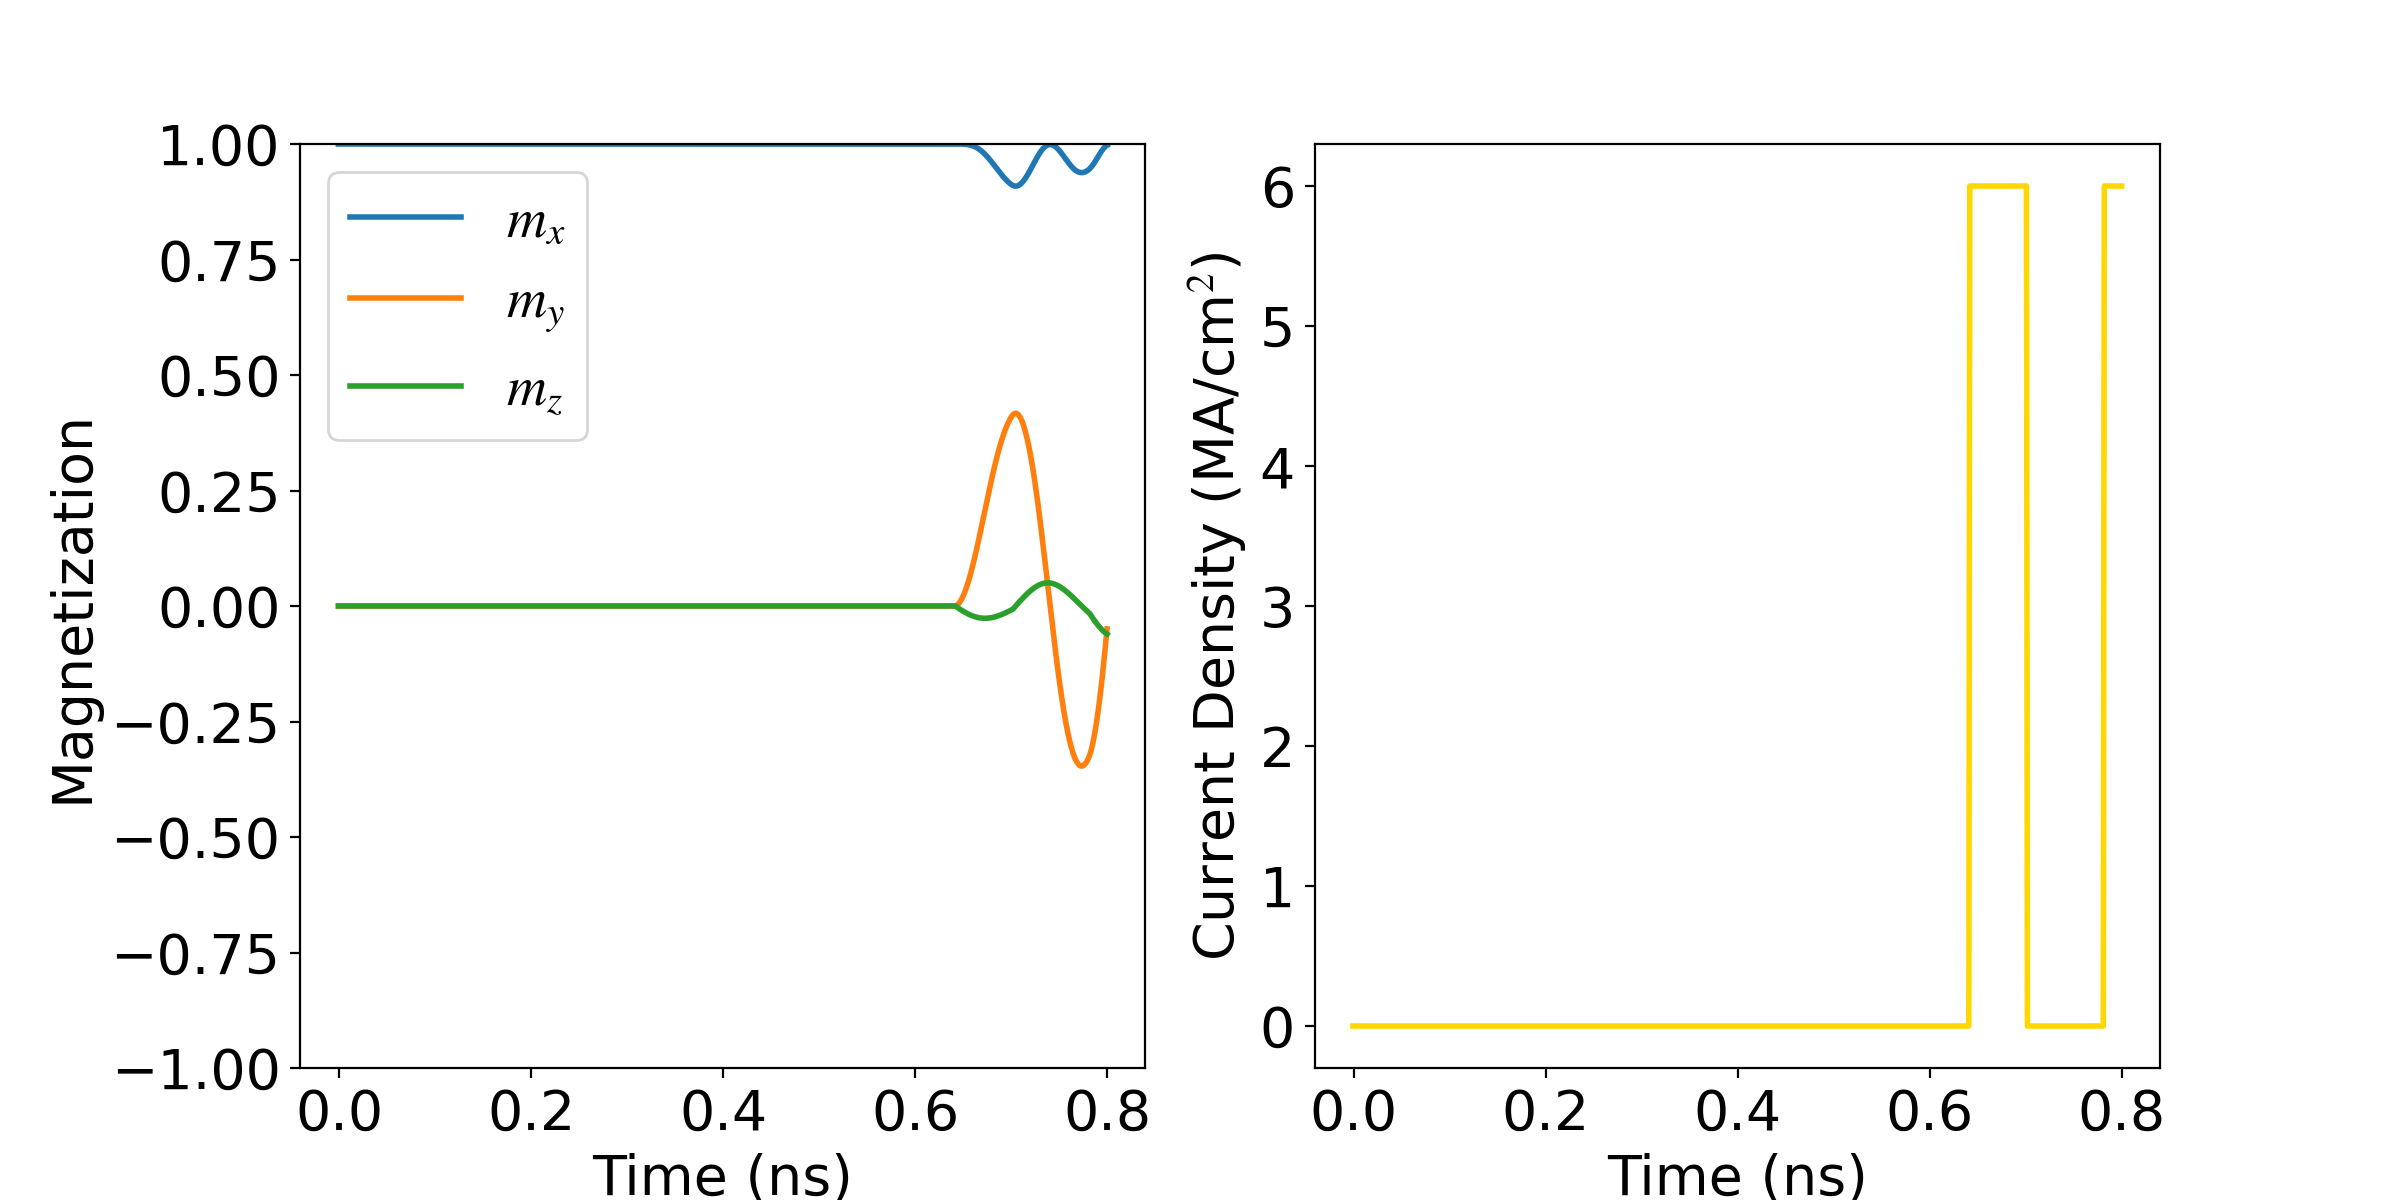 1.00
0.75
0.50
0.25
0.00
−0.25
−0.50
−0.75
−1.00
Magnetization
m_x
m_y
m_z
0.0 0.2 0.4 0.6 0.8
Time (ns)
6
5
4
3
2
1
0
Current Density (MA/cm²)
0.0 0.2 0.4 0.6 0.8
Time (ns)